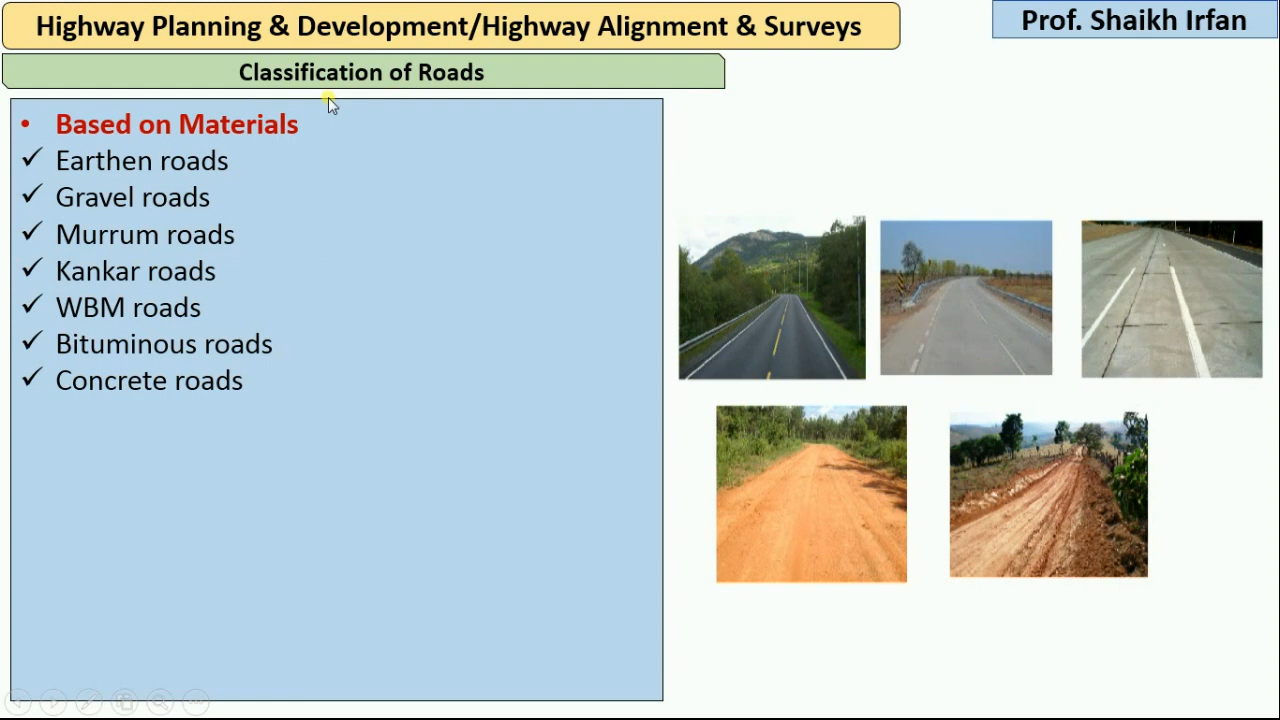 Highway Planning & Development/Highway Alignment & Surveys
Prof. Shaikh Irfan
Classification of Roads
• Based on Materials
✓ Earthen roads
✓ Gravel roads
✓ Murrum roads
✓ Kankar roads
✓ WBM roads
✓ Bituminous roads
✓ Concrete roads